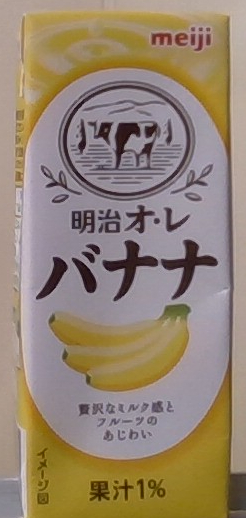 meiji
明治オ・レ
バナナ
贅沢なミルク感と
フルーツの
あじわい
イメージ図
果汁1%